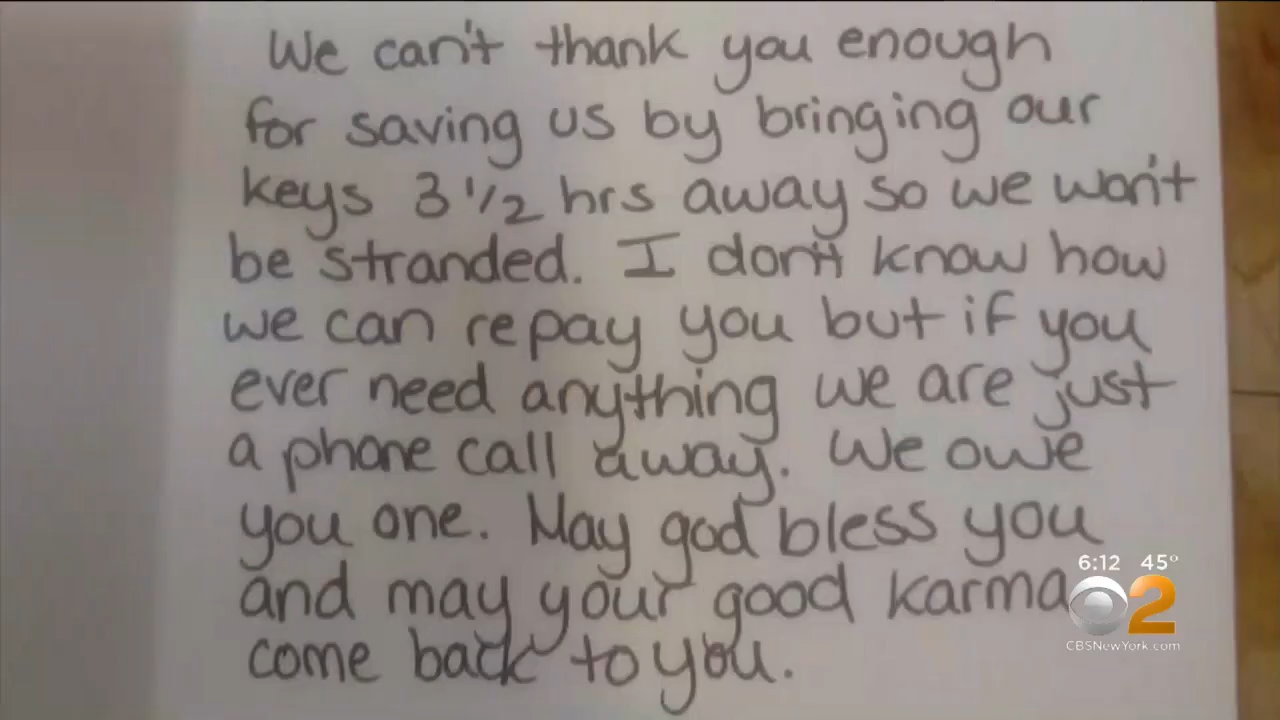 We can't thank you enough
for saving us by bringing our
keys 3 1/2 hrs away so we won't
be stranded. I don't know how
we can repay you but if you
ever need anything we are just
a phone call away. We owe
you one. May god bless you
and may your good karma
come back to you.
6:12 45°
2
CBSNewYork.com